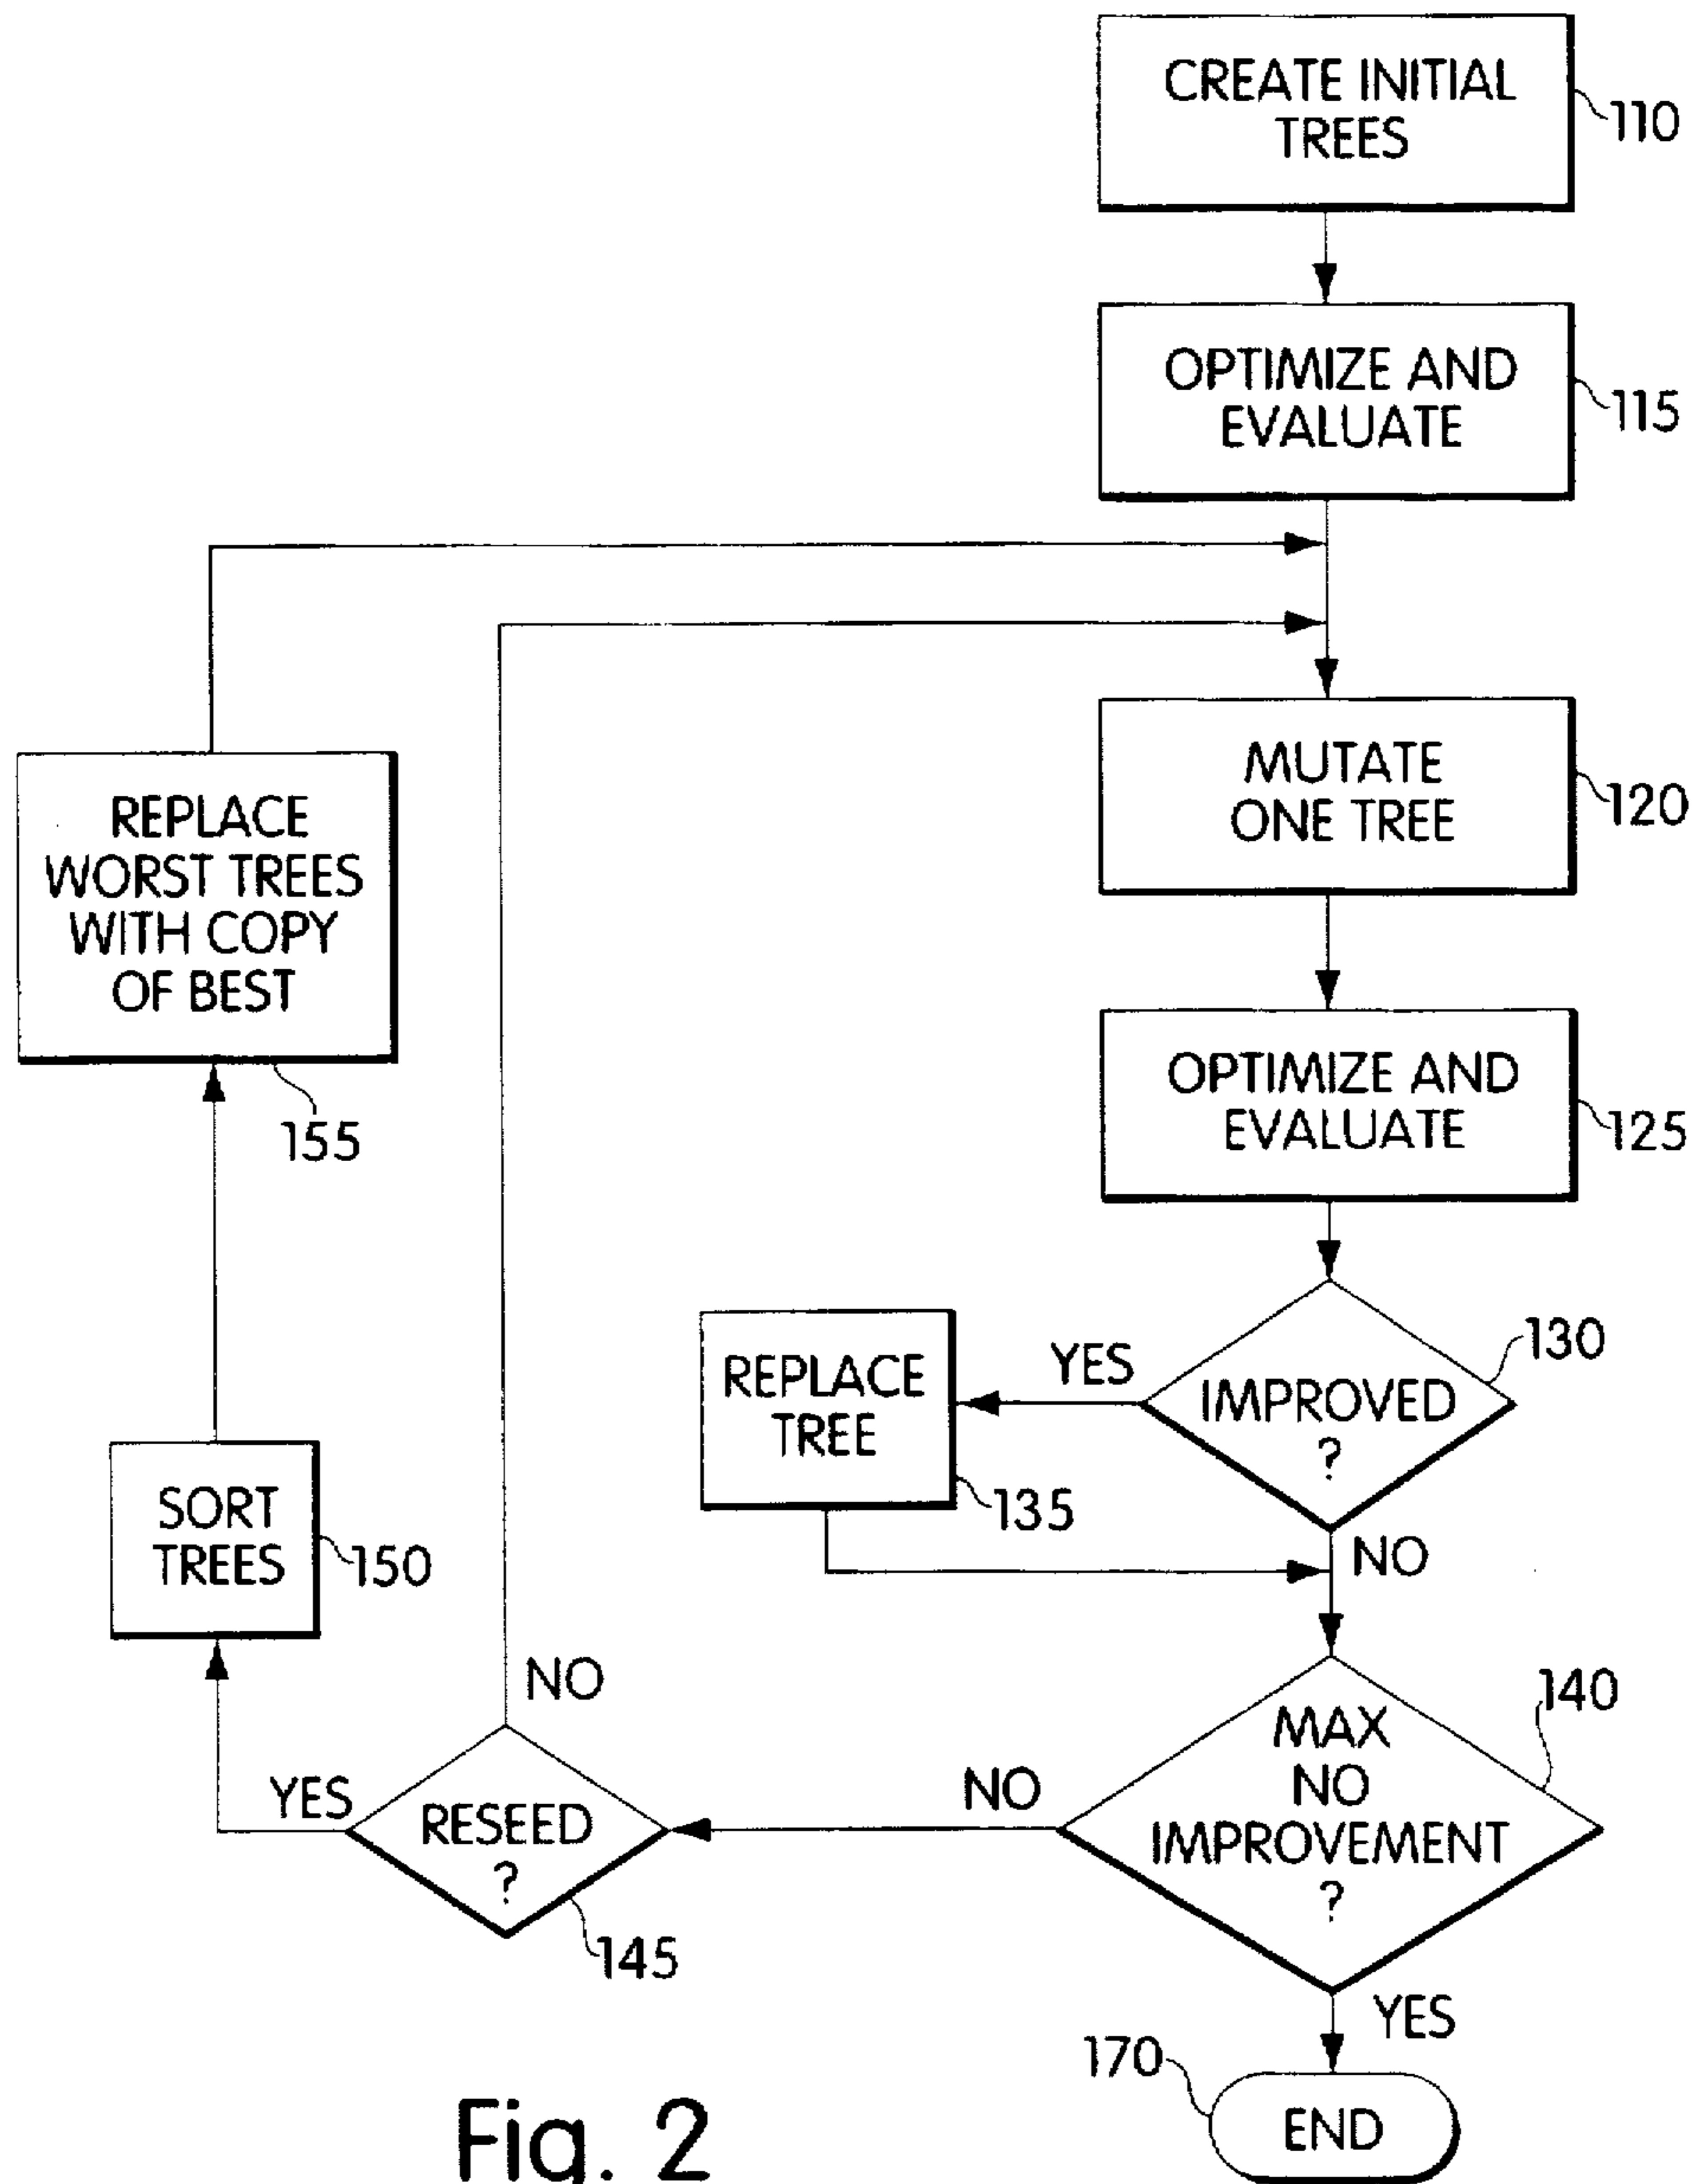 CREATE INITIAL
TREES
110
OPTIMIZE AND
EVALUATE
115
MUTATE
ONE TREE
120
REPLACE
WORST TREES
WITH COPY
OF BEST
155
OPTIMIZE AND
EVALUATE
125
IMPROVED
?
130
YES
NO
REPLACE
TREE
135
SORT
TREES
150
MAX
NO
IMPROVEMENT
?
140
NO
YES
RESEED
?
145
NO
YES
170
END
Fig. 2